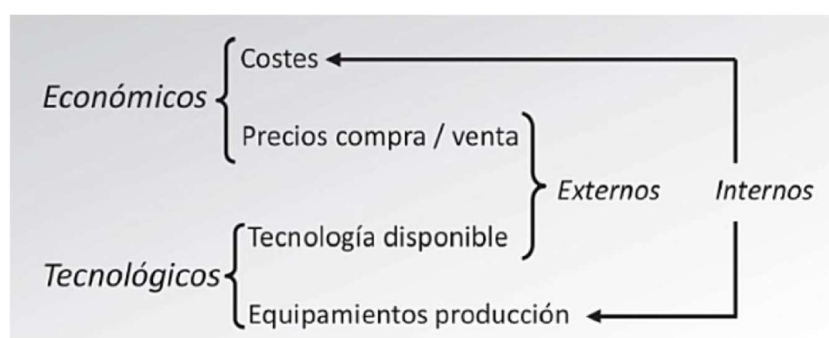 Costes
Económicos
Precios compra / venta
Externos
Internos
Tecnología disponible
Tecnológicos
Equipamientos producción